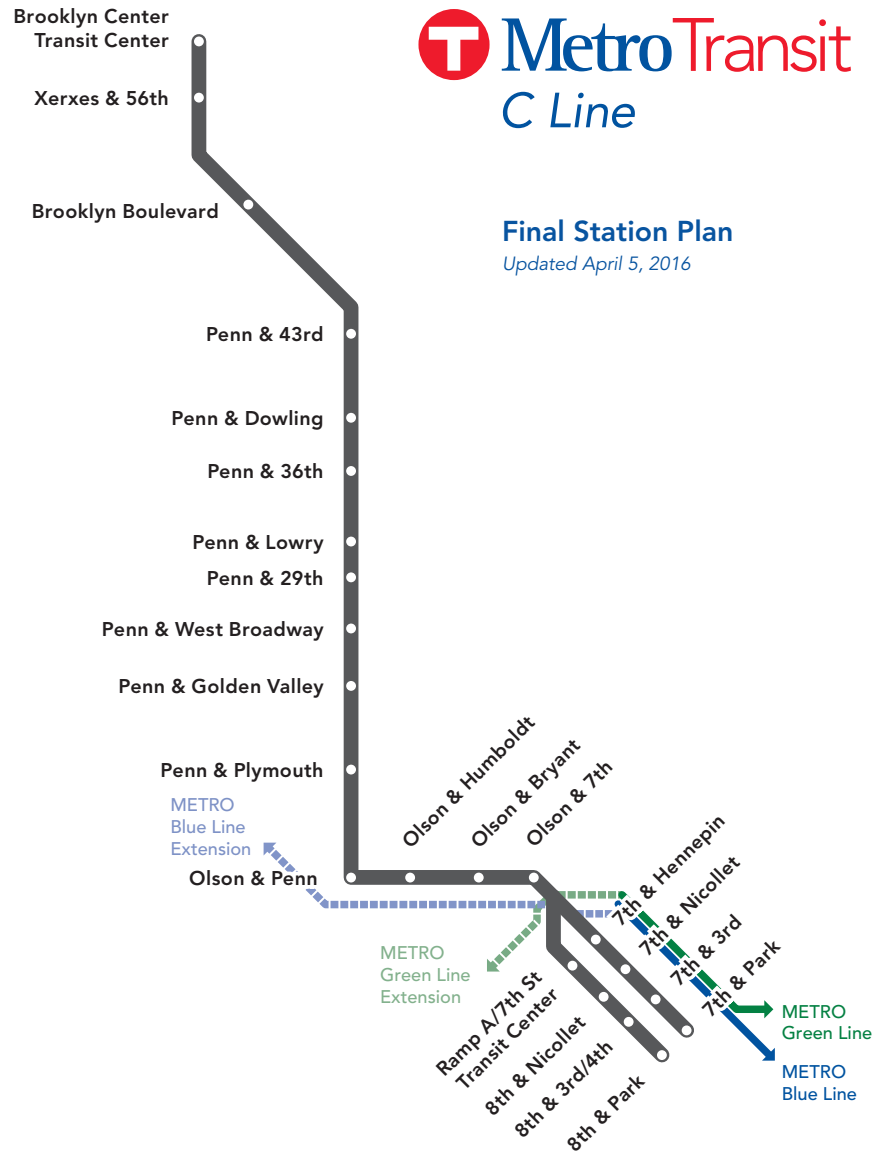 Brooklyn Center
Transit Center
Xerxes & 56th
Brooklyn Boulevard
T MetroTransit
C Line
Final Station Plan
Updated April 5, 2016
Penn & 43rd
Penn & Dowling
Penn & 36th
Penn & Lowry
Penn & 29th
Penn & West Broadway
Penn & Golden Valley
Penn & Plymouth
METRO
Blue Line
Extension
Olson & Penn
Olson & Humboldt
Olson & Bryant
Olson & 7th
7th & Hennepin
7th & Nicollet
7th & 3rd
7th & Park
METRO
Green Line
Extension
Ramp A/7th St
Transit Center
8th & Nicollet
8th & 3rd/4th
8th & Park
METRO
Green Line
METRO
Blue Line